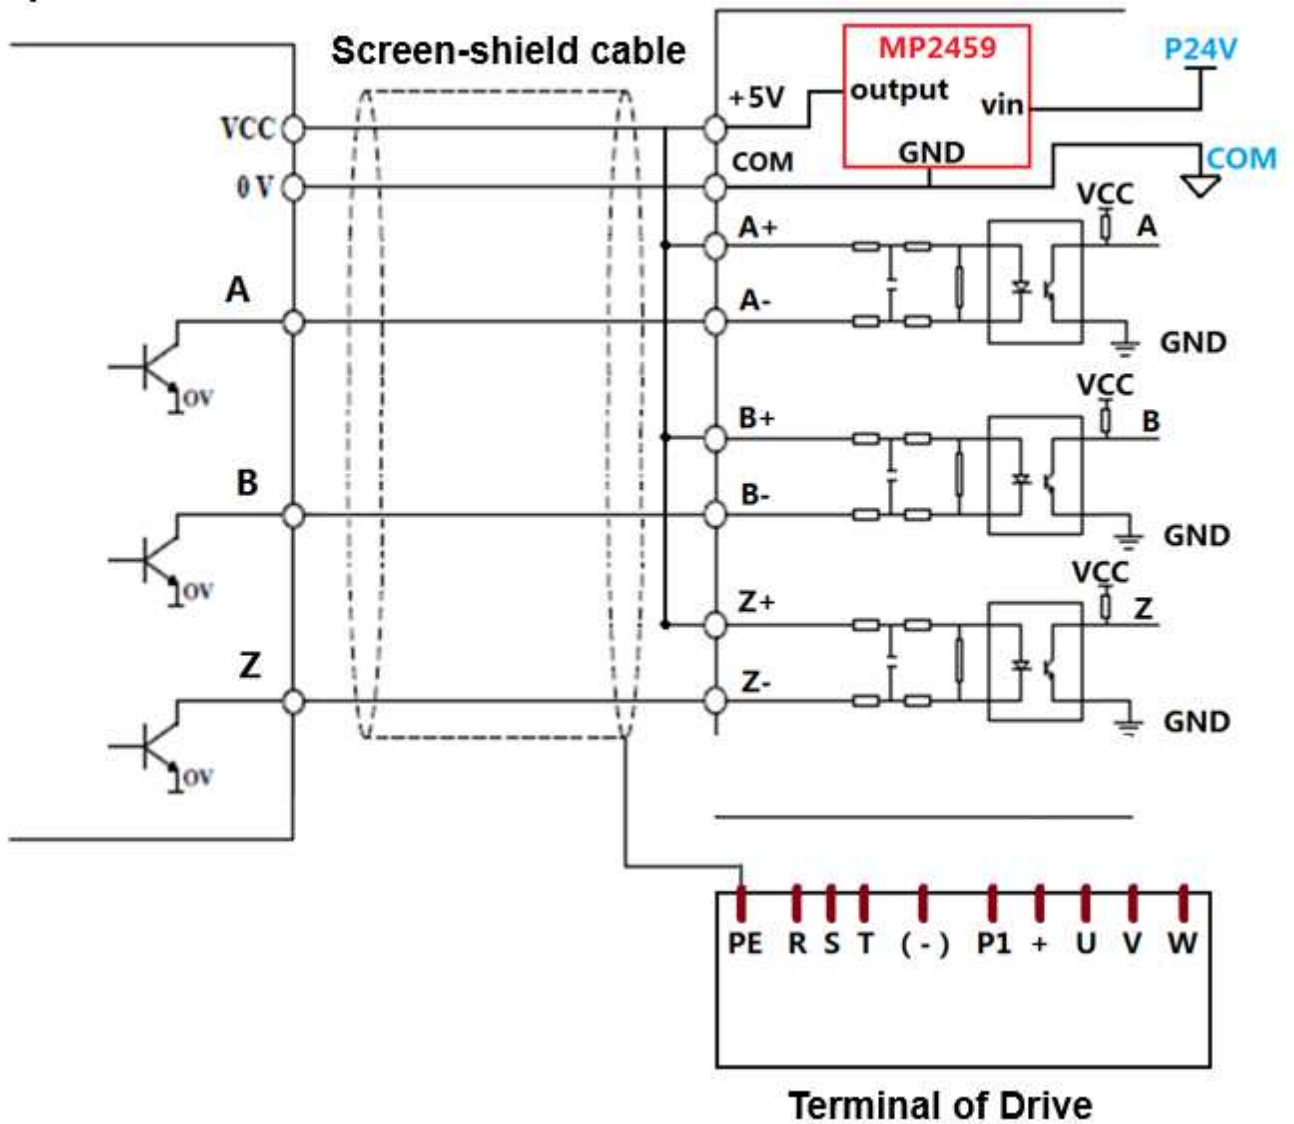 Screen-shield cable
MP2459
P24V
+5V
output
vin
VCC
COM
GND
COM
0 V
VCC
A+
A
A
A-
GND
0V
VCC
B+
B
B
B-
GND
0V
VCC
Z+
Z
Z
Z-
GND
0V
PE R S T (-) P1 + U V W
Terminal of Drive